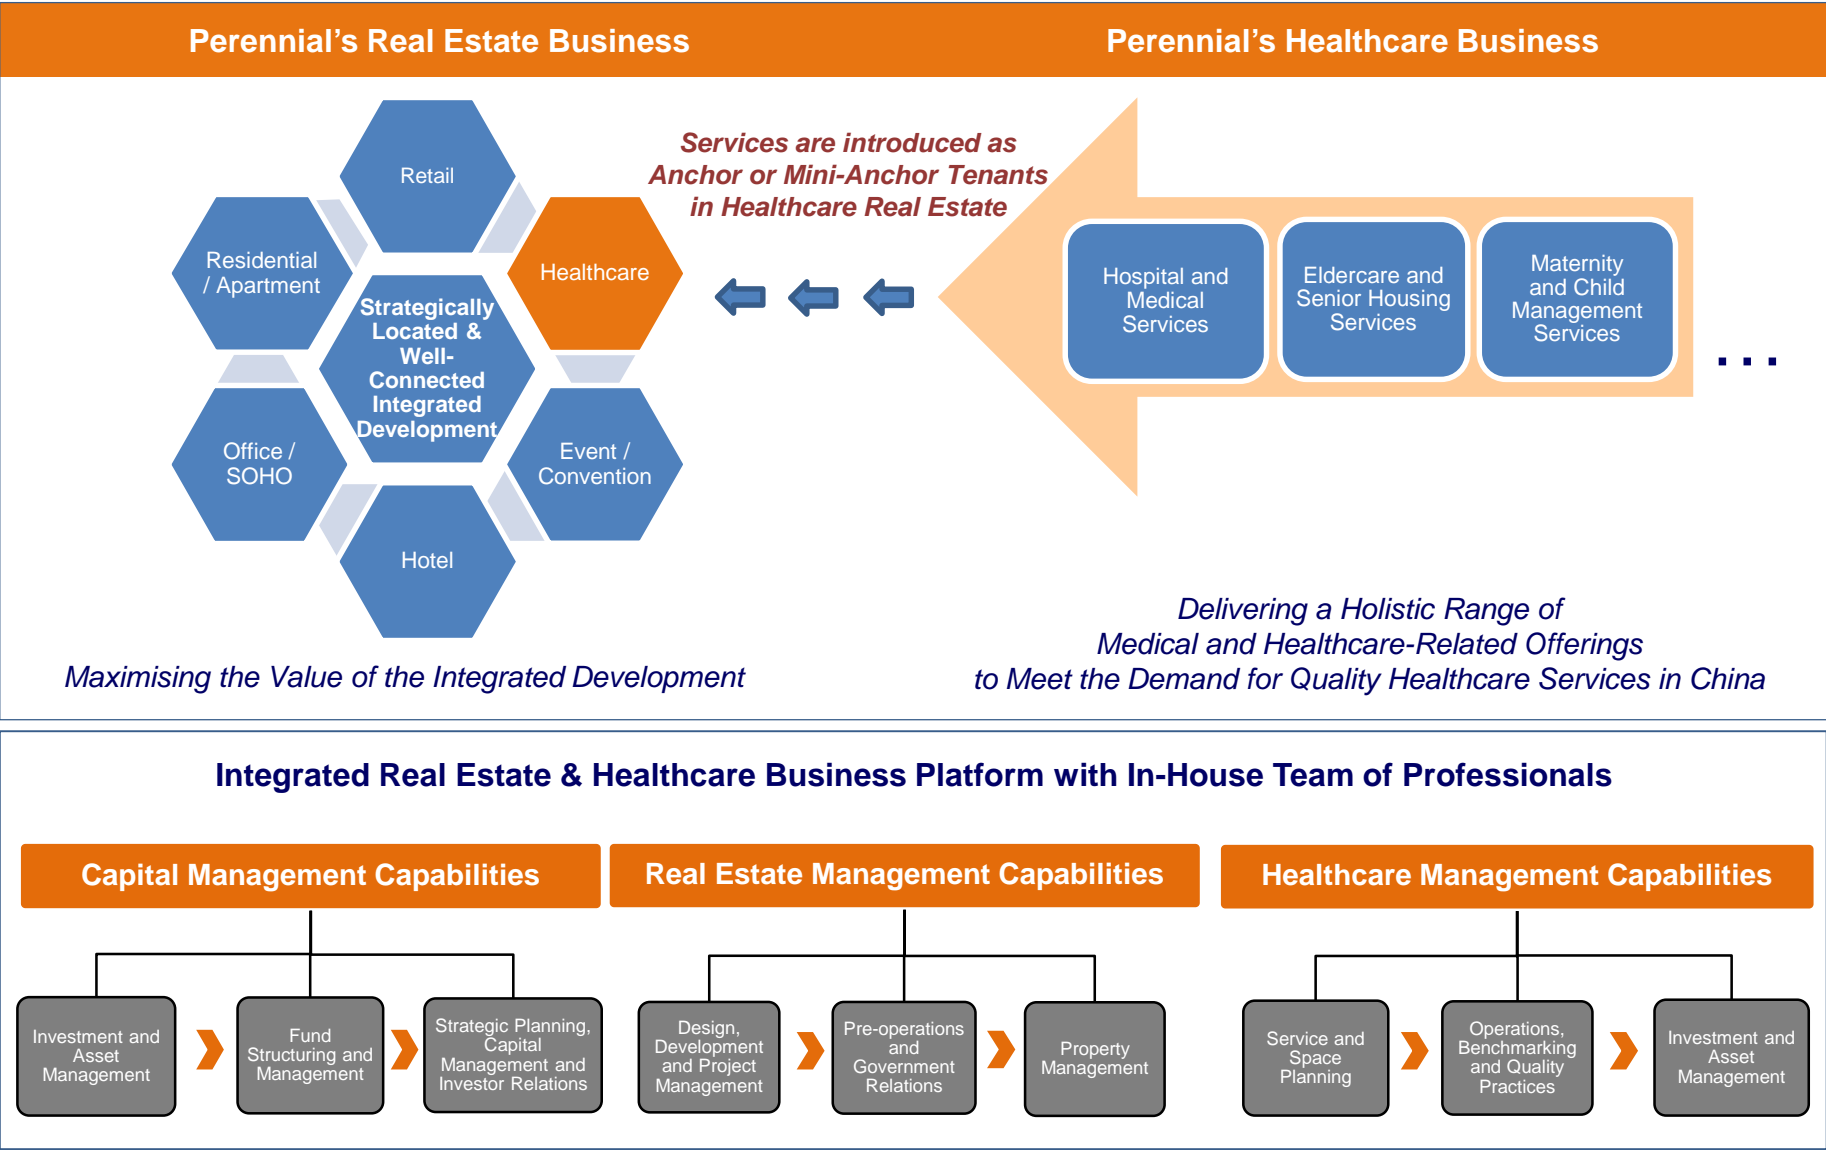 Perennial's Real Estate Business
Perennial's Healthcare Business
Retail
Residential
/ Apartment
Healthcare
Strategically
Located &
Well-
Connected
Integrated
Development
Office /
SOHO
Event /
Convention
Hotel
Maximising the Value of the Integrated Development
Services are introduced as
Anchor or Mini-Anchor Tenants
in Healthcare Real Estate
Hospital and
Medical
Services
Eldercare and
Senior Housing
Services
Maternity
and Child
Management
Services
...
Delivering a Holistic Range of
Medical and Healthcare-Related Offerings
to Meet the Demand for Quality Healthcare Services in China
Integrated Real Estate & Healthcare Business Platform with In-House Team of Professionals
Capital Management Capabilities
Investment and
Asset
Management
Fund
Structuring and
Management
Strategic Planning,
Capital
Management and
Investor Relations
Real Estate Management Capabilities
Design,
Development
and Project
Management
Pre-operations
and
Government
Relations
Property
Management
Healthcare Management Capabilities
Service and
Space
Planning
Operations,
Benchmarking
and Quality
Practices
Investment and
Asset
Management